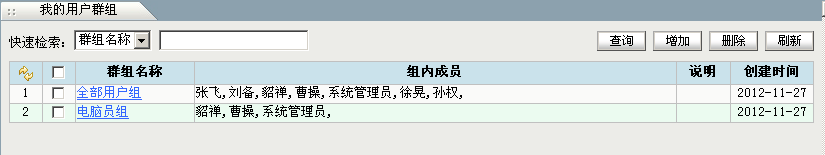 我的用户群组
快速检索: 群组名称 查询 增加 删除 刷新
群组名称 组内成员 说明 创建时间
1 全部用户组 张飞,刘备,貂禅,曹操,系统管理员,徐晃,孙权, 2012-11-27
2 电脑员组 貂禅,曹操,系统管理员, 2012-11-27